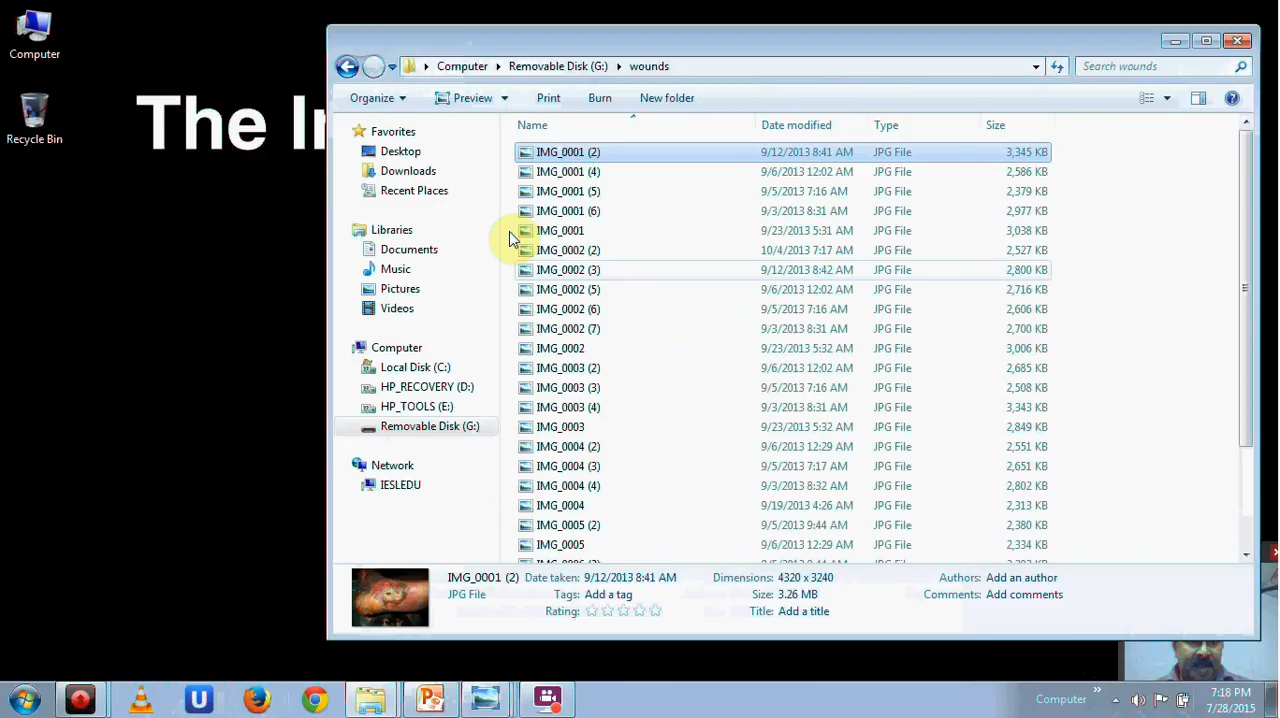 Computer
Recycle Bin
The I
Computer
Removable Disk (G:)
wounds
Search wounds
Organize
Preview
Print
Burn
New folder
Favorites
Desktop
Downloads
Recent Places
Libraries
Documents
Music
Pictures
Videos
Computer
Local Disk (C:)
HP_RECOVERY (D:)
HP_TOOLS (E:)
Removable Disk (G:)
Network
IESLEDU
Name Date modified Type Size
IMG_0001 (2) 9/12/2013 8:41 AM JPG File 3,345 KB
IMG_0001 (4) 9/6/2013 12:02 AM JPG File 2,586 KB
IMG_0001 (5) 9/5/2013 7:16 AM JPG File 2,379 KB
IMG_0001 (6) 9/3/2013 8:31 AM JPG File 2,977 KB
IMG_0001 9/23/2013 5:31 AM JPG File 3,038 KB
IMG_0002 (2) 10/4/2013 7:17 AM JPG File 2,527 KB
IMG_0002 (3) 9/12/2013 8:42 AM JPG File 2,800 KB
IMG_0002 (5) 9/6/2013 12:02 AM JPG File 2,716 KB
IMG_0002 (6) 9/5/2013 7:16 AM JPG File 2,606 KB
IMG_0002 (7) 9/3/2013 8:31 AM JPG File 2,700 KB
IMG_0002 9/23/2013 5:32 AM JPG File 3,006 KB
IMG_0003 (2) 9/6/2013 12:02 AM JPG File 2,685 KB
IMG_0003 (3) 9/5/2013 7:16 AM JPG File 2,508 KB
IMG_0003 (4) 9/3/2013 8:31 AM JPG File 3,343 KB
IMG_0003 9/23/2013 5:32 AM JPG File 2,849 KB
IMG_0004 (2) 9/6/2013 12:29 AM JPG File 2,551 KB
IMG_0004 (3) 9/5/2013 7:17 AM JPG File 2,651 KB
IMG_0004 (4) 9/3/2013 8:32 AM JPG File 2,802 KB
IMG_0004 9/19/2013 4:26 AM JPG File 2,313 KB
IMG_0005 (2) 9/5/2013 9:44 AM JPG File 2,380 KB
IMG_0005 9/6/2013 12:29 AM JPG File 2,334 KB
IMG_0001 (2) Date taken: 9/12/2013 8:41 AM Dimensions: 4320 x 3240 Authors: Add an author
JPG File Tags: Add a tag Size: 3.26 MB Comments: Add comments
Rating: Title: Add a title
Computer
7:18 PM
7/28/2015